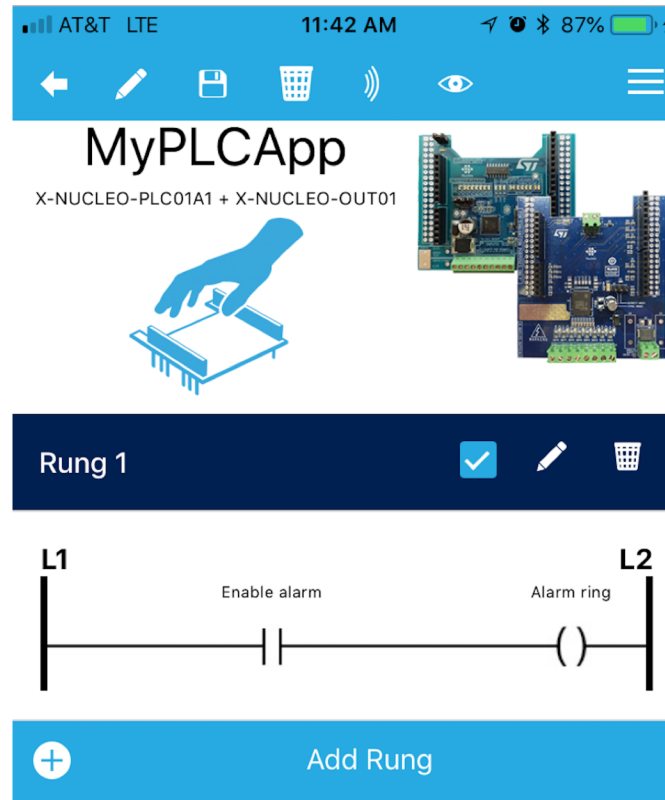 AT&T LTE 11:42 AM 87%
MyPLCApp
X-NUCLEO-PLC01A1 + X-NUCLEO-OUT01
Rung 1
L1 L2
Enable alarm Alarm ring
Add Rung